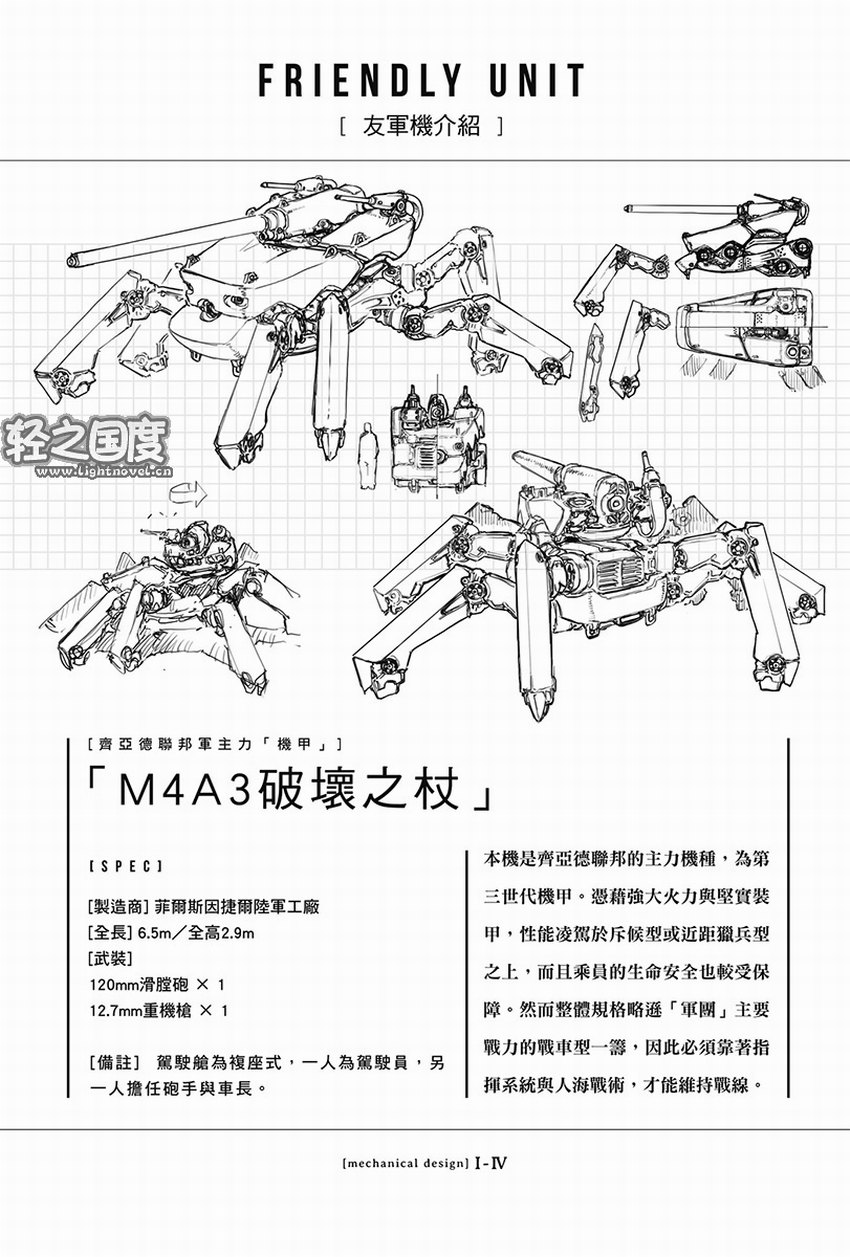 FRIENDLY UNIT
[ 友軍機介紹 ]
轻之国度
www.lightnovel.cn
[齊亞德聯邦軍主力「機甲」]
「M4A3破壞之杖」
[SPEC]
[製造商] 菲爾斯因捷爾陸軍工廠
[全長] 6.5m／全高2.9m
[武裝]
120mm滑膛砲 × 1
12.7mm重機槍 × 1
[備註] 駕駛艙為複座式，一人為駕駛員，另
一人擔任砲手與車長。
本機是齊亞德聯邦的主力機種，為第
三世代機甲。憑藉強大火力與堅實裝
甲，性能凌駕於斥候型或近距獵兵型
之上，而且乘員的生命安全也較受保
障。然而整體規格略遜「軍團」主要
戰力的戰車型一籌，因此必須靠著指
揮系統與人海戰術，才能維持戰線。
[mechanical design] I-IV